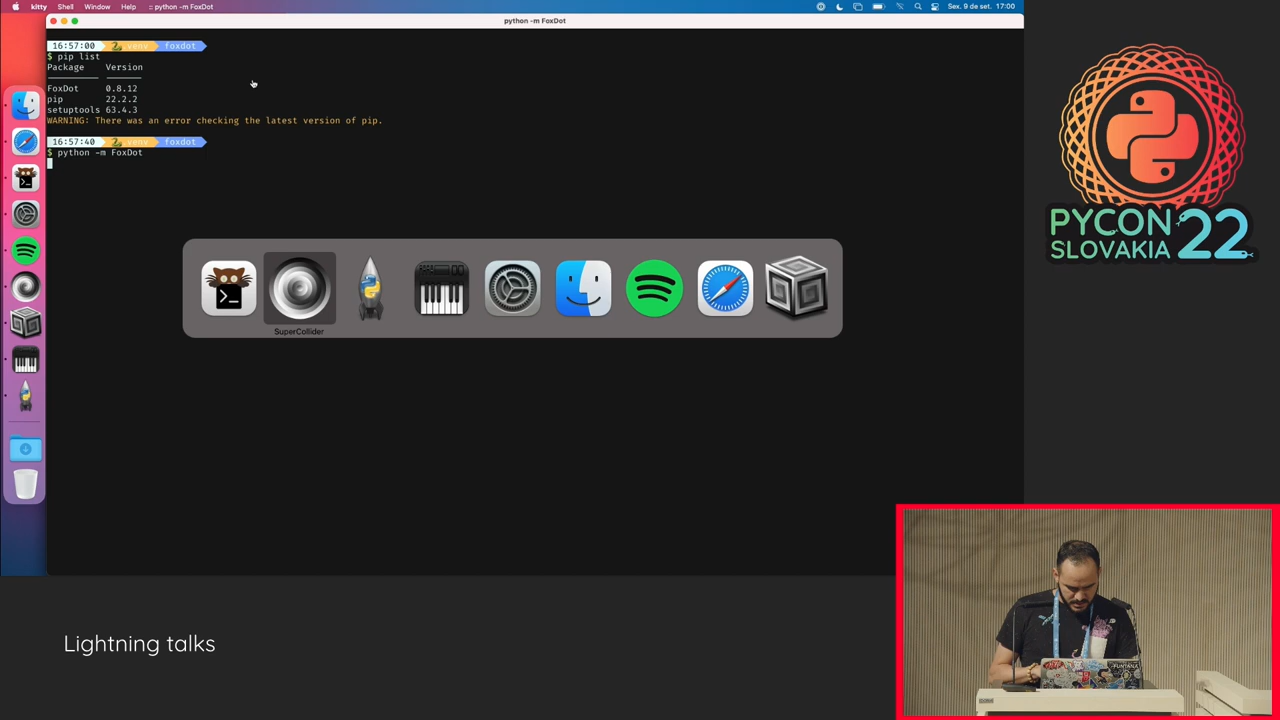 kitty Shell Window Help :: python -m FoxDot Sex. 9 de set. 17:00
python -m FoxDot
16:57:00 venv foxdot
$ pip list
Package Version
FoxDot 0.8.12
pip 22.2.2
setuptools 63.4.3
WARNING: There was an error checking the latest version of pip.
16:57:40 venv foxdot
$ python -m FoxDot
SuperCollider
PYCON
SLOVAKIA
22
Lightning talks